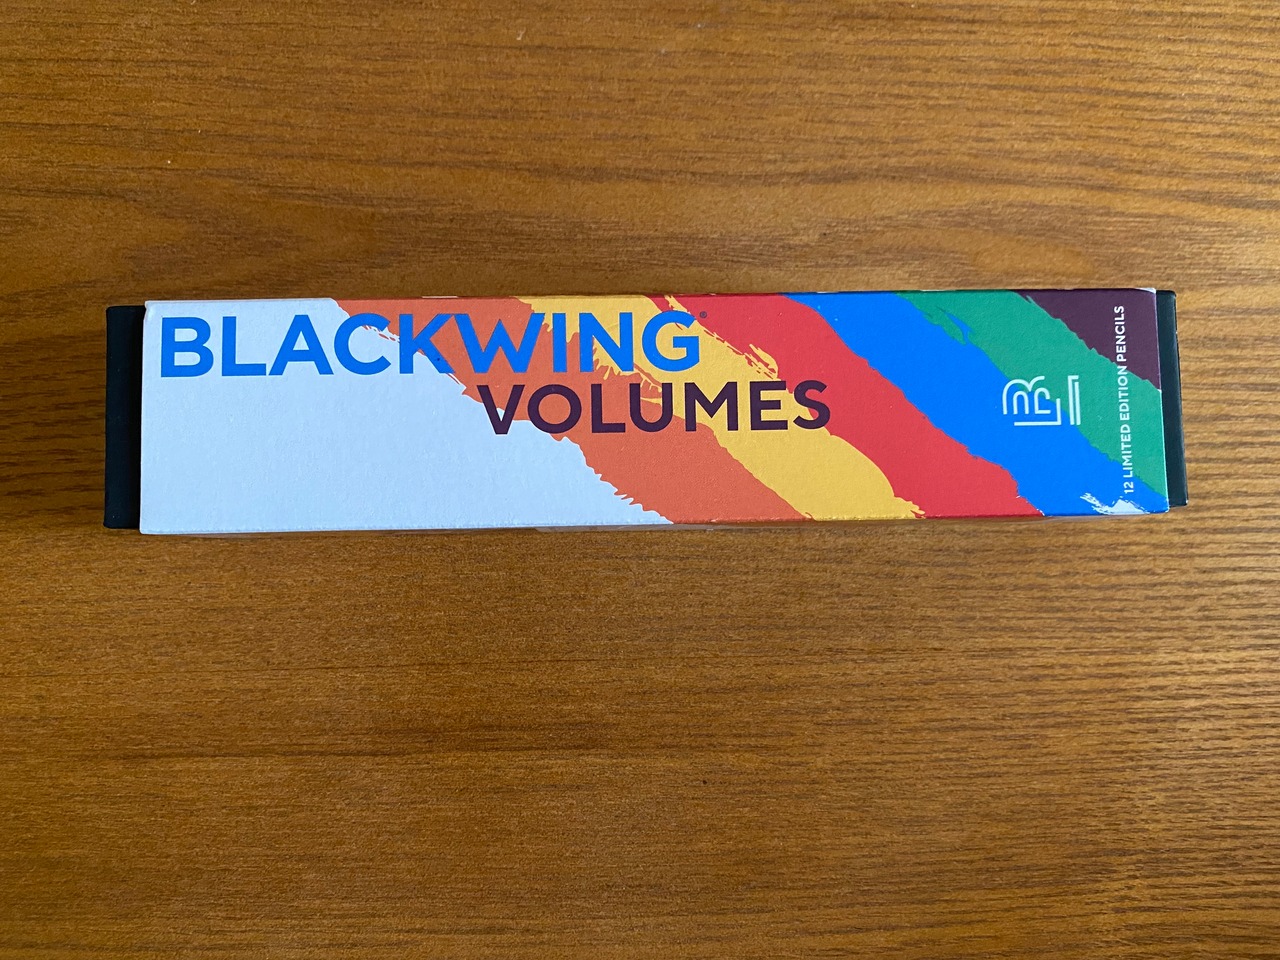 BLACKWING®
VOLUMES
12 LIMITED EDITION PENCILS